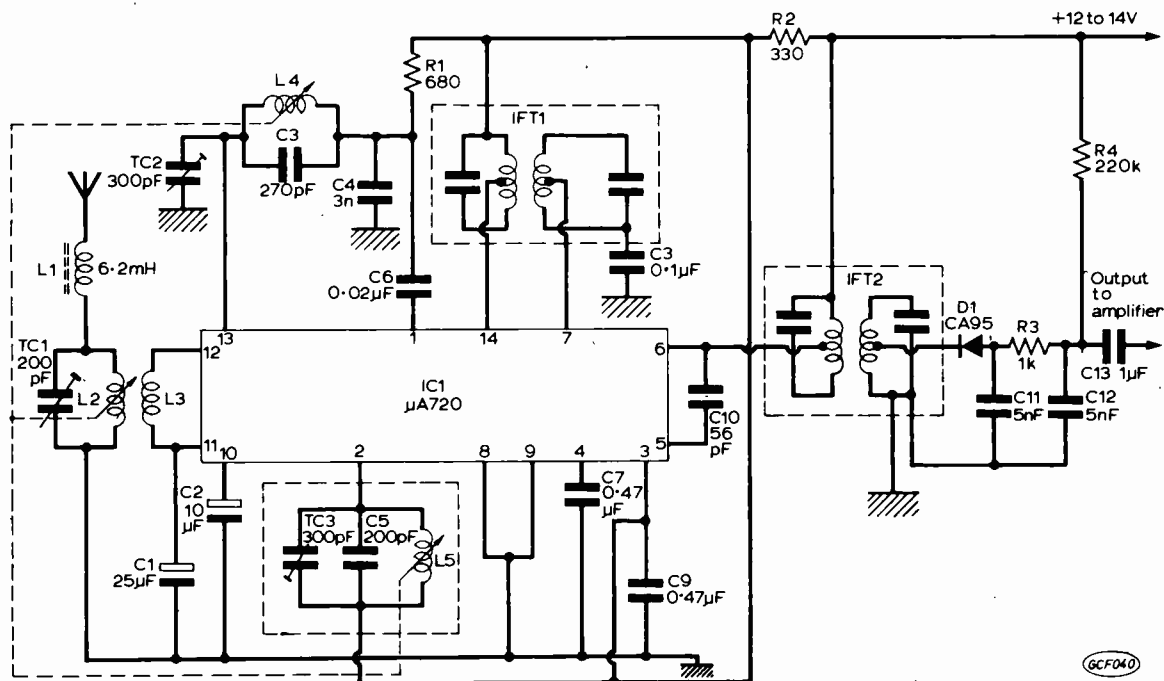 +12 to 14V
R2
330
R1
680
L4
C3
270pF
TC2
300pF
C4
3n
IFT1
R4
220k
L1
6·2mH
C6
0·02µF
C3
0·1µF
IFT2
D1
CA95
R3
1k
Output
to
amplifier
C13
1µF
TC1
200
pF
L2
L3
13
1
14
7
12
11
6
5
IC1
µA720
C10
56
pF
C11
5nF
C12
5nF
10
2
8
9
4
3
C2
10
µF
C1
25µF
TC3
300pF
C5
200pF
L5
C7
0·47
µF
C9
0·47µF
GCF040